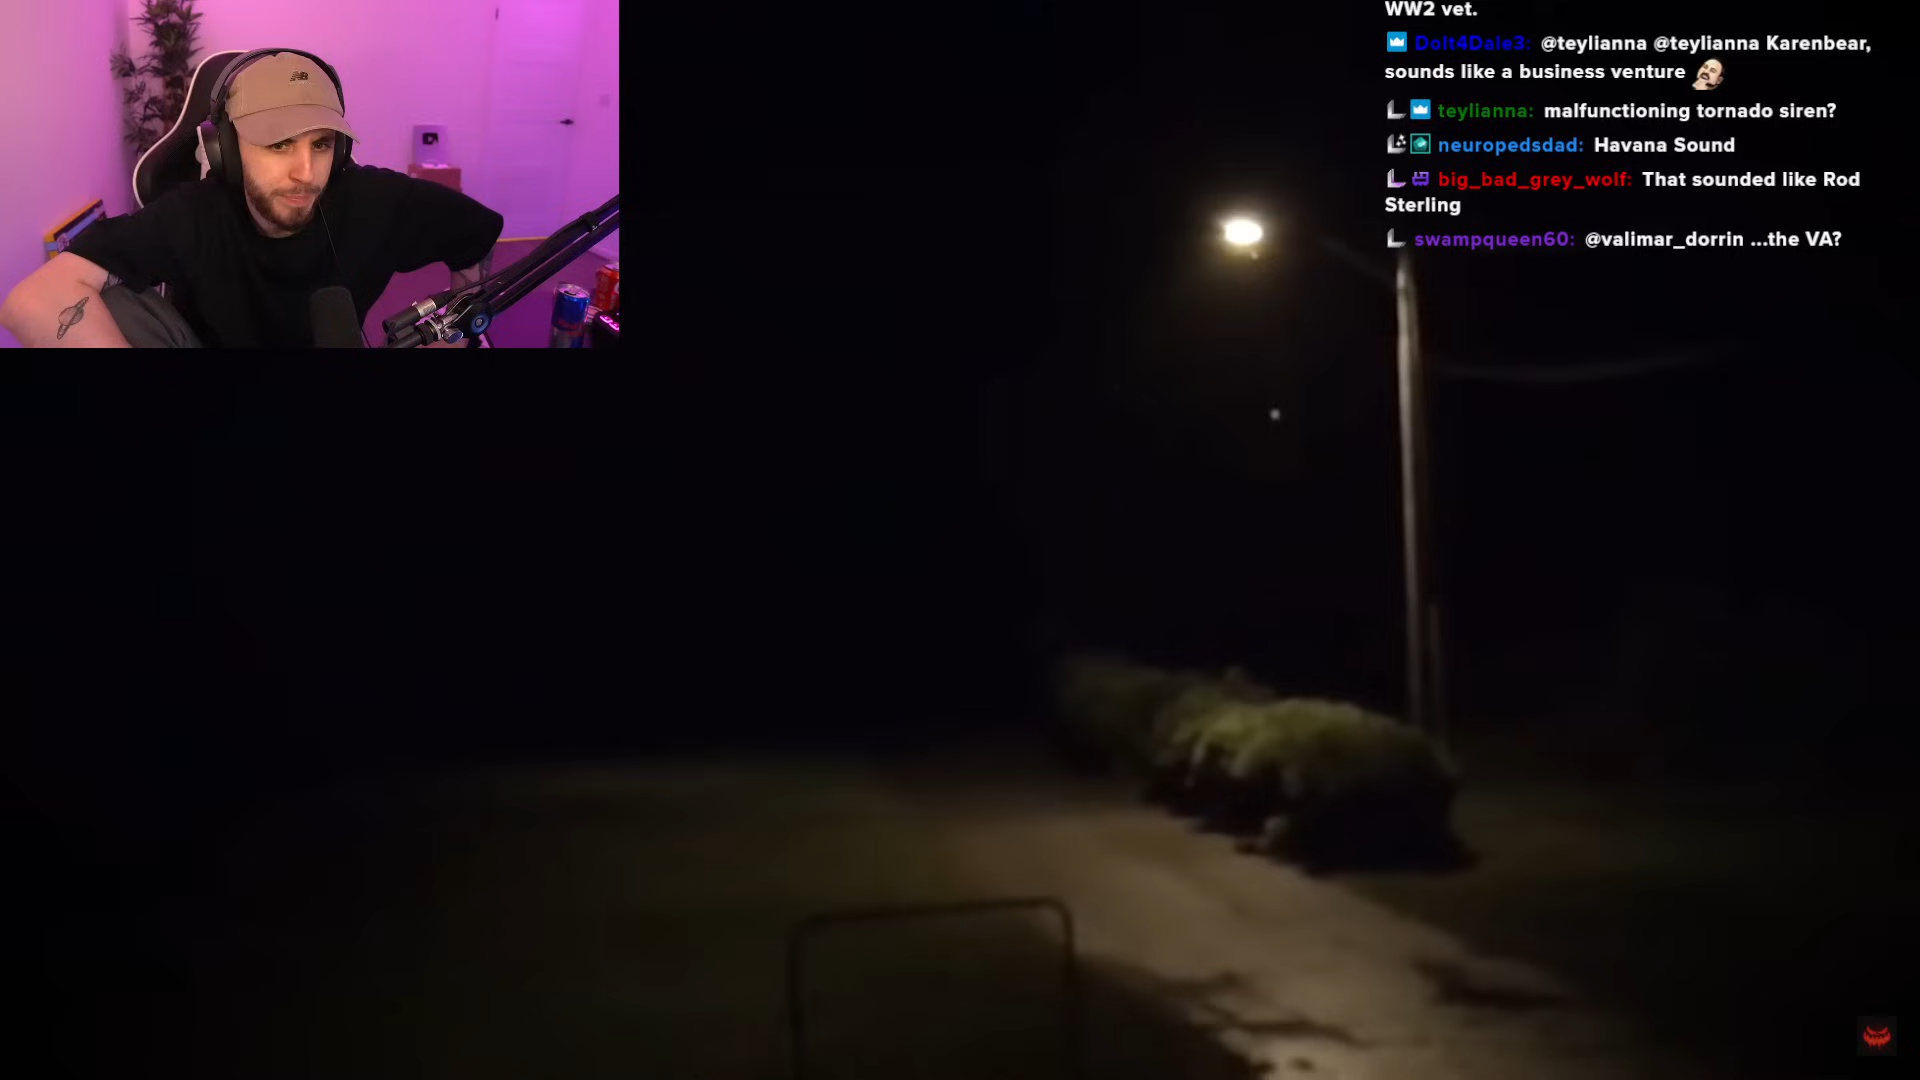 WW2 vet.
Dolt4Dale3: @teylianna @teylianna Karenbear,
sounds like a business venture
teylianna: malfunctioning tornado siren?
neuropedsdad: Havana Sound
big_bad_grey_wolf: That sounded like Rod
Sterling
swampqueen60: @valimar_dorrin ...the VA?